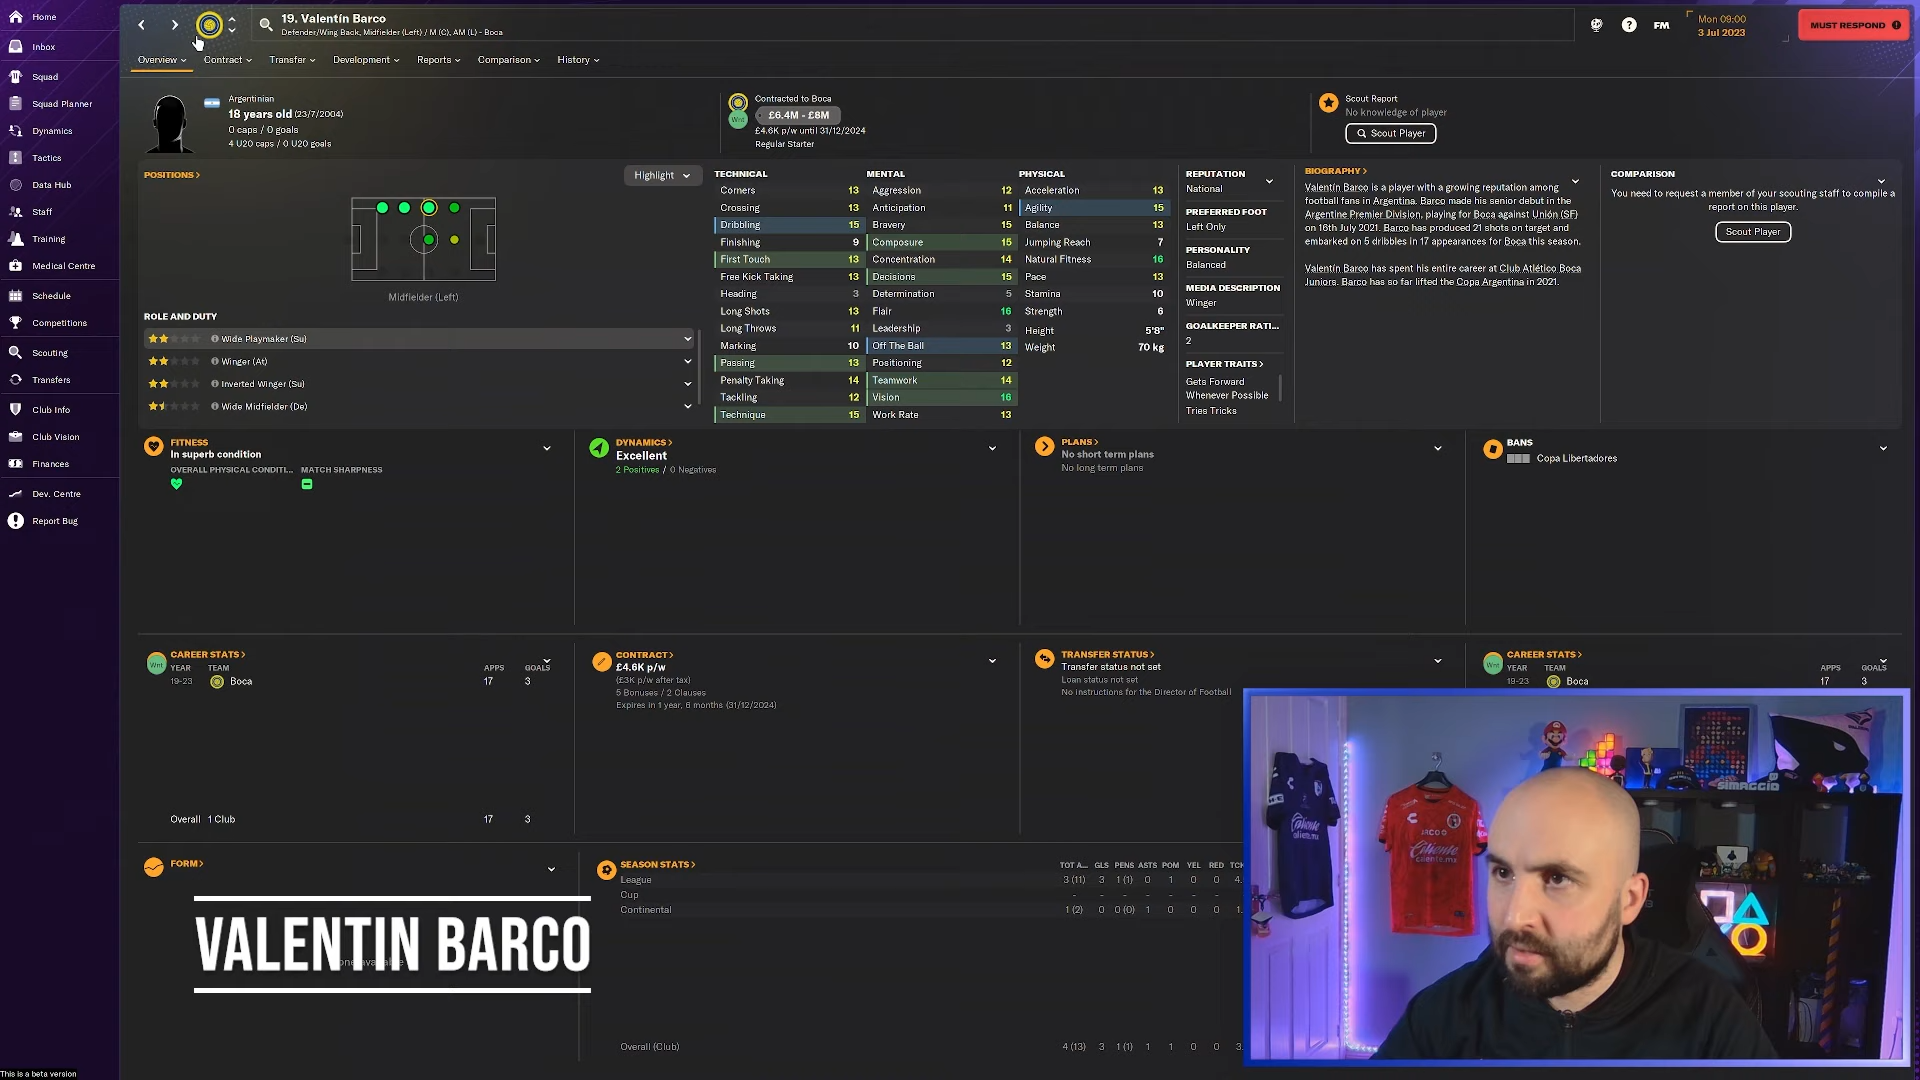 Home
Inbox
Squad
Squad Planner
Dynamics
Tactics
Data Hub
Staff
Training
Medical Centre
Schedule
Competitions
Scouting
Transfers
Club Info
Club Vision
Finances
Dev. Centre
Report Bug
This is a beta version
19. Valentín Barco
Defender/Wing Back, Midfielder (Left) / M (C), AM (L) - Boca
FM
Mon 09:00
3 Jul 2023
MUST RESPOND
Overview Contract Transfer Development Reports Comparison History
Argentinian
18 years old (23/7/2004)
0 caps / 0 goals
4 U20 caps / 0 U20 goals
Wnt
Contracted to Boca
£6.4M - £8M
£4.6K p/w until 31/12/2024
Regular Starter
Scout Report
No knowledge of player
Scout Player
POSITIONS >
Highlight
Midfielder (Left)
ROLE AND DUTY
Wide Playmaker (Su)
Winger (At)
Inverted Winger (Su)
Wide Midfielder (De)
TECHNICAL
Corners 13
Crossing 13
Dribbling 15
Finishing 9
First Touch 13
Free Kick Taking 13
Heading 3
Long Shots 13
Long Throws 11
Marking 10
Passing 13
Penalty Taking 14
Tackling 12
Technique 15
MENTAL
Aggression 12
Anticipation 11
Bravery 15
Composure 15
Concentration 14
Decisions 15
Determination 5
Flair 16
Leadership 3
Off The Ball 13
Positioning 12
Teamwork 14
Vision 16
Work Rate 13
PHYSICAL
Acceleration 13
Agility 15
Balance 13
Jumping Reach 7
Natural Fitness 16
Pace 13
Stamina 10
Strength 6
Height 5'8"
Weight 70 kg
REPUTATION
National
PREFERRED FOOT
Left Only
PERSONALITY
Balanced
MEDIA DESCRIPTION
Winger
GOALKEEPER RATI...
2
PLAYER TRAITS >
Gets Forward
Whenever Possible
Tries Tricks
BIOGRAPHY >
Valentín Barco is a player with a growing reputation among
football fans in Argentina. Barco made his senior debut in the
Argentine Premier Division, playing for Boca against Unión (SF)
on 16th July 2021. Barco has produced 21 shots on target and
embarked on 5 dribbles in 17 appearances for Boca this season.
Valentín Barco has spent his entire career at Club Atlético Boca
Juniors. Barco has so far lifted the Copa Argentina in 2021.
COMPARISON
You need to request a member of your scouting staff to compile a
report on this player.
Scout Player
FITNESS
In superb condition
OVERALL PHYSICAL CONDITI... MATCH SHARPNESS
DYNAMICS >
Excellent
2 Positives / 0 Negatives
PLANS >
No short term plans
No long term plans
BANS
Copa Libertadores
Wnt
CAREER STATS >
YEAR TEAM APPS GOALS
19-23 Boca 17 3
Overall 1 Club 17 3
CONTRACT >
£4.6K p/w
(£3K p/w after tax)
5 Bonuses / 2 Clauses
Expires in 1 year, 6 months (31/12/2024)
TRANSFER STATUS >
Transfer status not set
Loan status not set
No instructions for the Director of Football
Wnt
CAREER STATS >
YEAR TEAM APPS GOALS
19-23 Boca 17 3
FORM >
VALENTIN BARCO
SEASON STATS >
TOT A... GLS PENS ASTS POM YEL RED TCK
League 3 (11) 3 1 (1) 0 1 0 0 4.
Cup - - - - - - -
Continental 1 (2) 0 0 (0) 1 0 0 0 1.
Overall (Club) 4 (13) 3 1 (1) 1 1 0 0 3.
SIMAGGIO
Caliente
caliente.mx
Caliente
caliente.mx